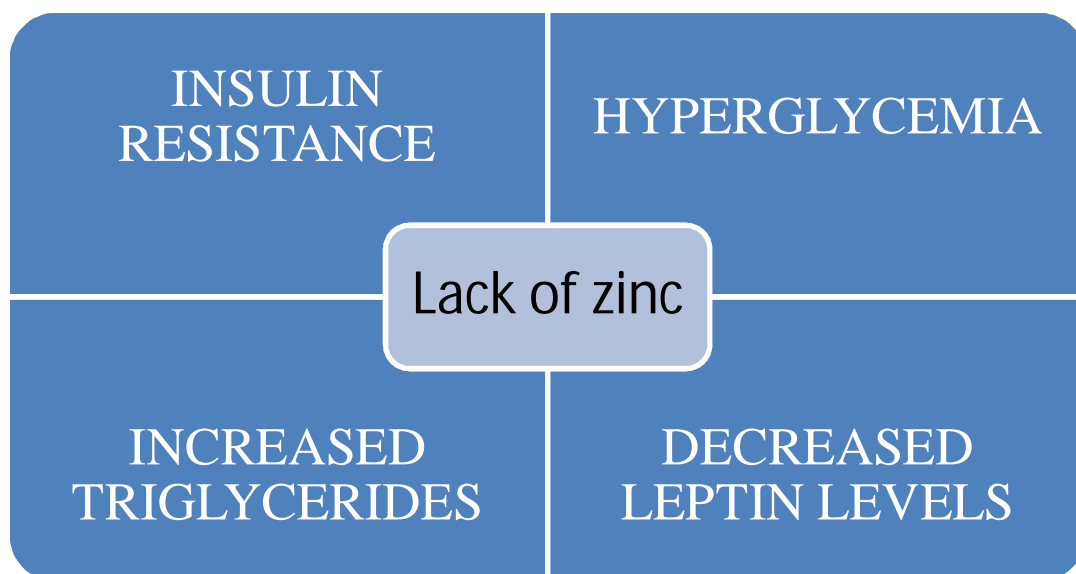 INSULIN
RESISTANCE
HYPERGLYCEMIA
Lack of zinc
INCREASED
TRIGLYCERIDES
DECREASED
LEPTIN LEVELS